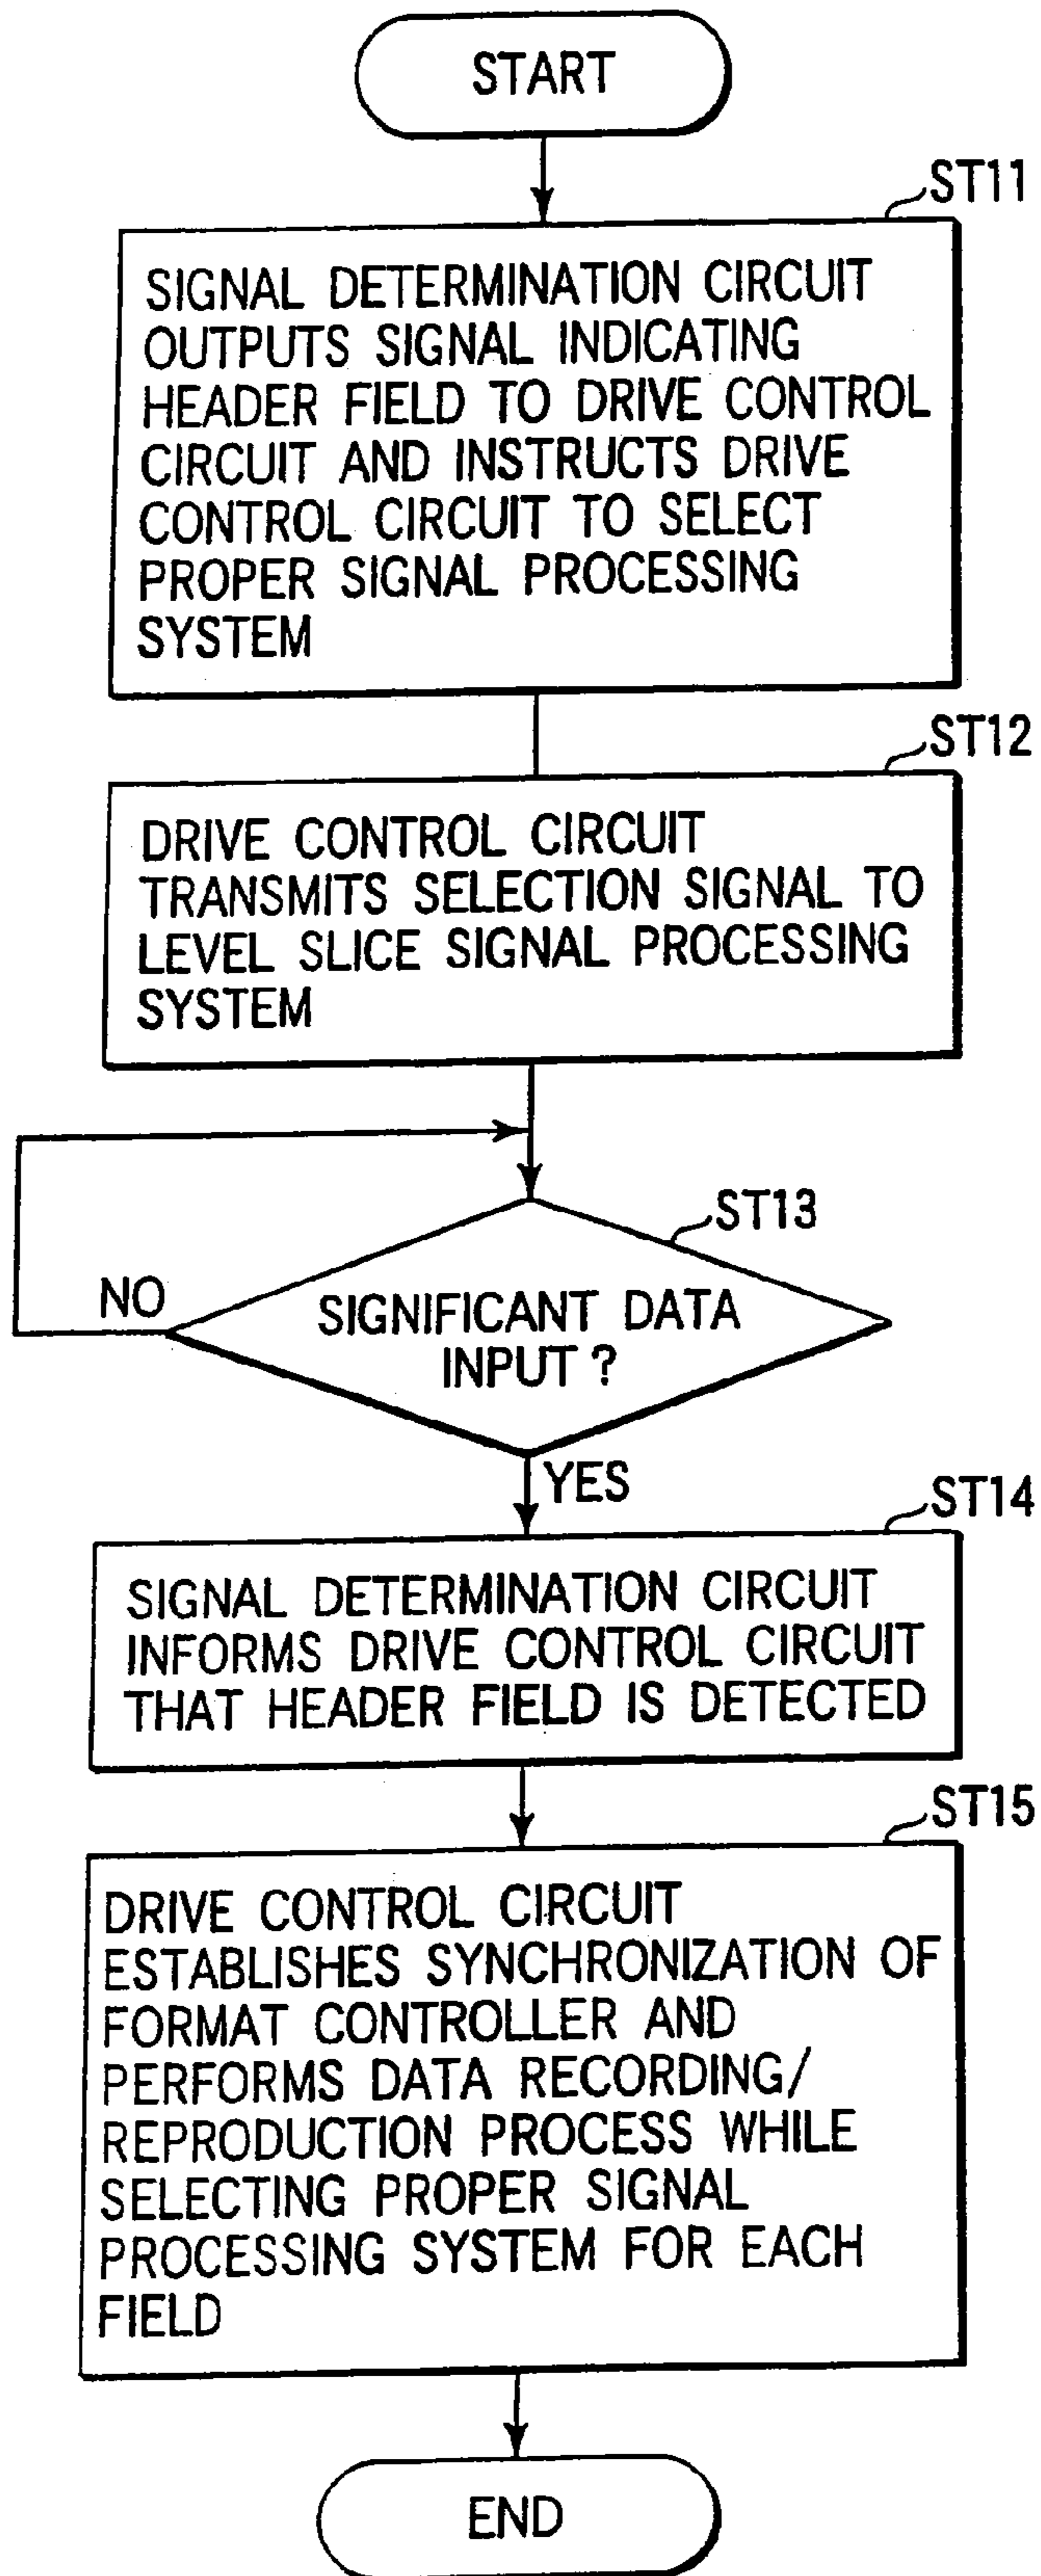 START
ST11
SIGNAL DETERMINATION CIRCUIT
OUTPUTS SIGNAL INDICATING
HEADER FIELD TO DRIVE CONTROL
CIRCUIT AND INSTRUCTS DRIVE
CONTROL CIRCUIT TO SELECT
PROPER SIGNAL PROCESSING
SYSTEM
ST12
DRIVE CONTROL CIRCUIT
TRANSMITS SELECTION SIGNAL TO
LEVEL SLICE SIGNAL PROCESSING
SYSTEM
ST13
NO
SIGNIFICANT DATA
INPUT ?
YES
ST14
SIGNAL DETERMINATION CIRCUIT
INFORMS DRIVE CONTROL CIRCUIT
THAT HEADER FIELD IS DETECTED
ST15
DRIVE CONTROL CIRCUIT
ESTABLISHES SYNCHRONIZATION OF
FORMAT CONTROLLER AND
PERFORMS DATA RECORDING/
REPRODUCTION PROCESS WHILE
SELECTING PROPER SIGNAL
PROCESSING SYSTEM FOR EACH
FIELD
END